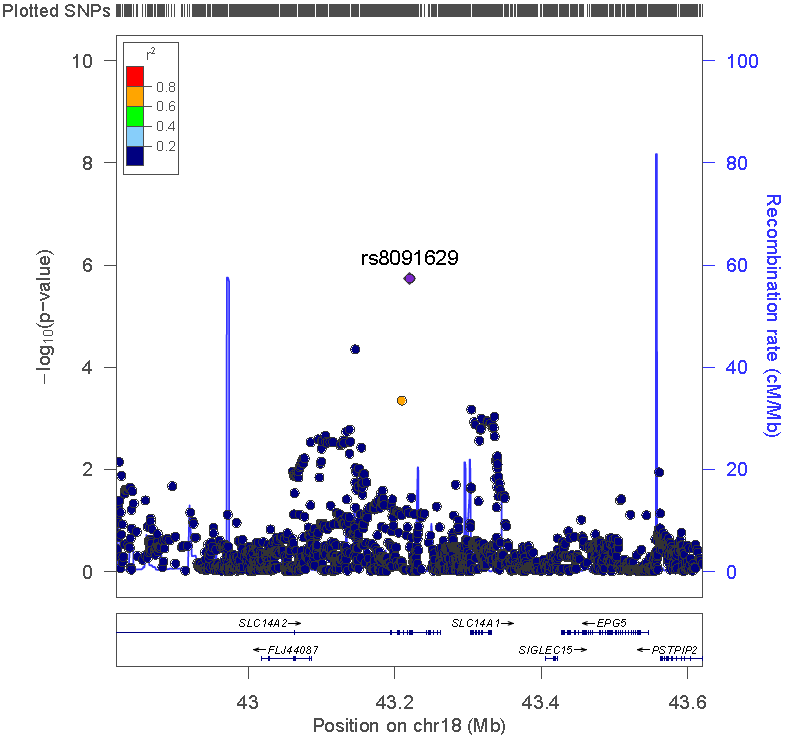 Plotted SNPs
r2
0.8
0.6
0.4
0.2
rs8091629
10
8
6
4
2
0
−log10(p−value)
100
80
60
40
20
0
Recombination rate (cM/Mb)
SLC14A2→
SLC14A1→
←EPG5
←FLJ44087
SIGLEC15→
←PSTPIP2
43
43.2
43.4
43.6
Position on chr18 (Mb)